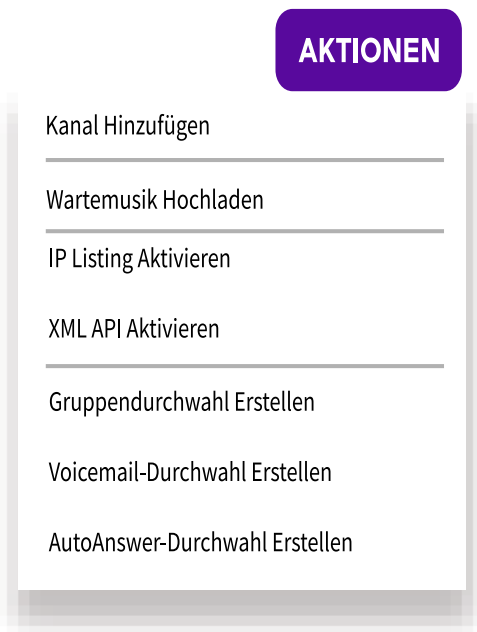 AKTIONEN
Kanal Hinzufügen
Wartemusik Hochladen
IP Listing Aktivieren
XML API Aktivieren
Gruppendurchwahl Erstellen
Voicemail-Durchwahl Erstellen
AutoAnswer-Durchwahl Erstellen